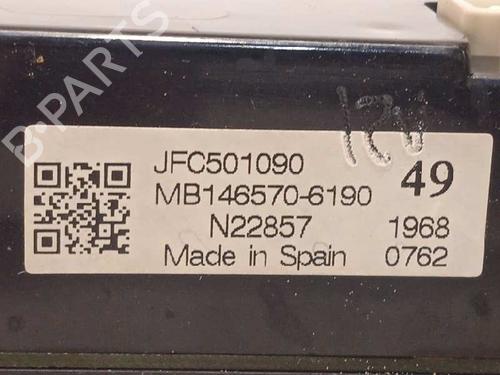 B-PARTS
JFC501090
MB146570-6190 49
N22857 1968
Made in Spain 0762